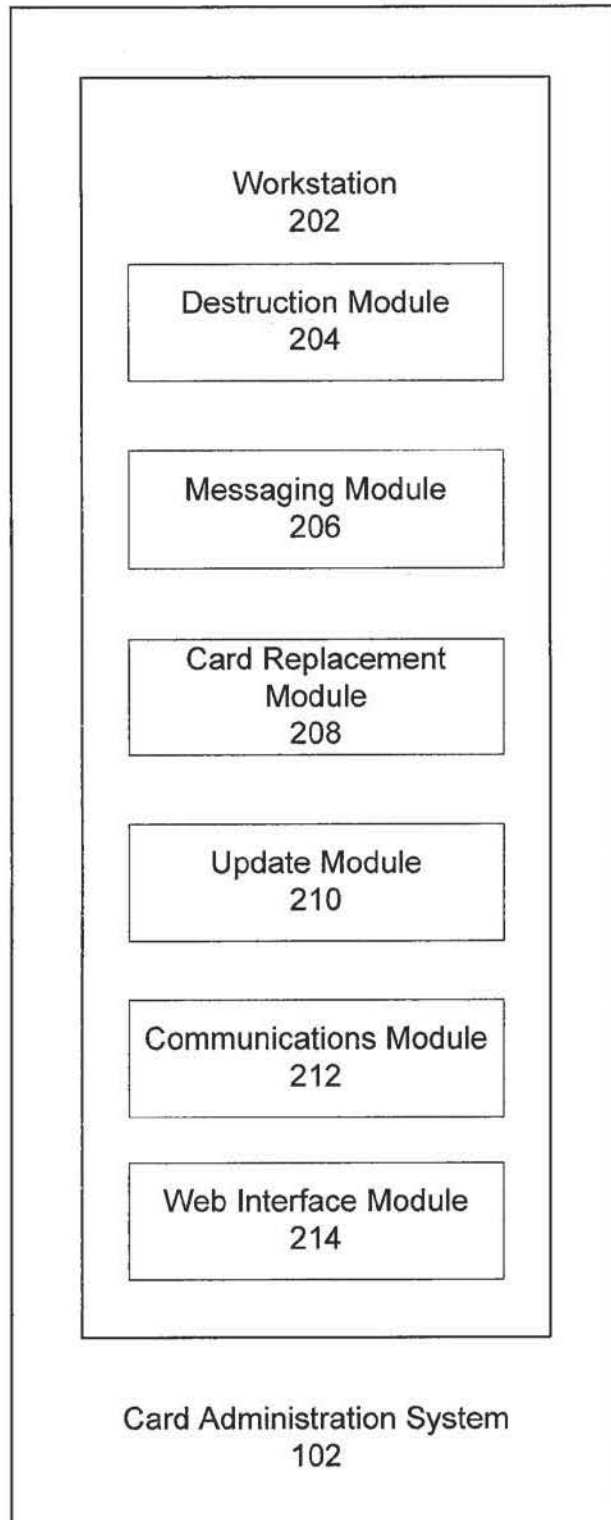 Workstation
202
Destruction Module
204
Messaging Module
206
Card Replacement
Module
208
Update Module
210
Communications Module
212
Web Interface Module
214
Card Administration System
102